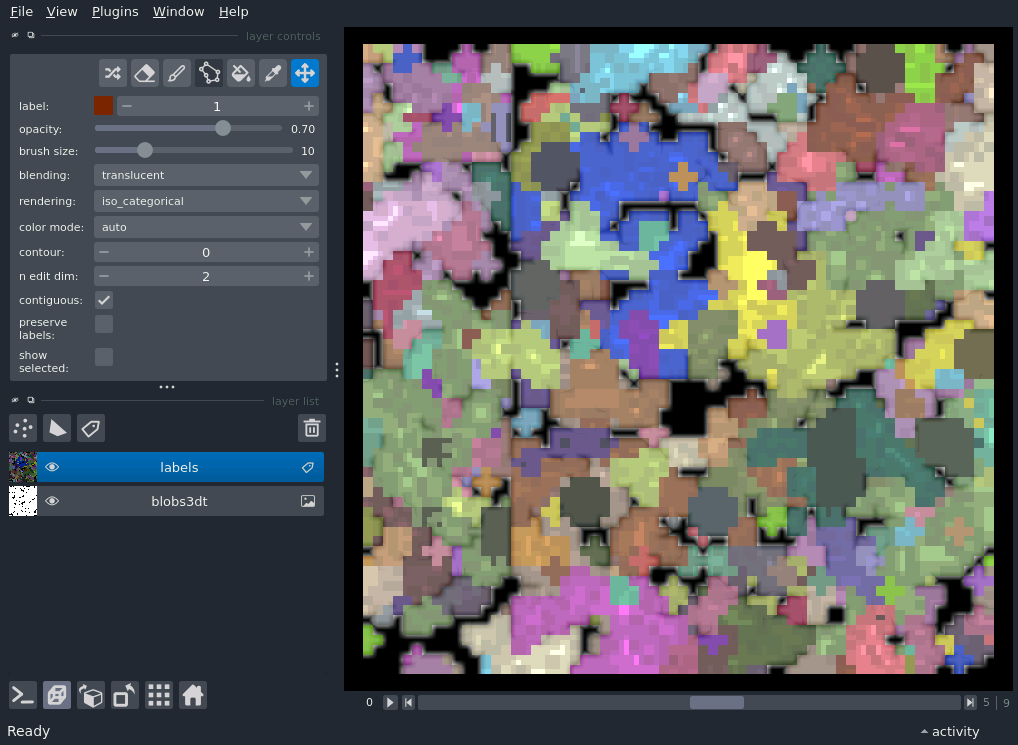 File View Plugins Window Help
layer controls
label: 1
opacity: 0.70
brush size: 10
blending: translucent
rendering: iso_categorical
color mode: auto
contour: 0
n edit dim: 2
contiguous:
preserve
labels:
show
selected:
layer list
labels
blobs3dt
0 5 | 9
Ready activity